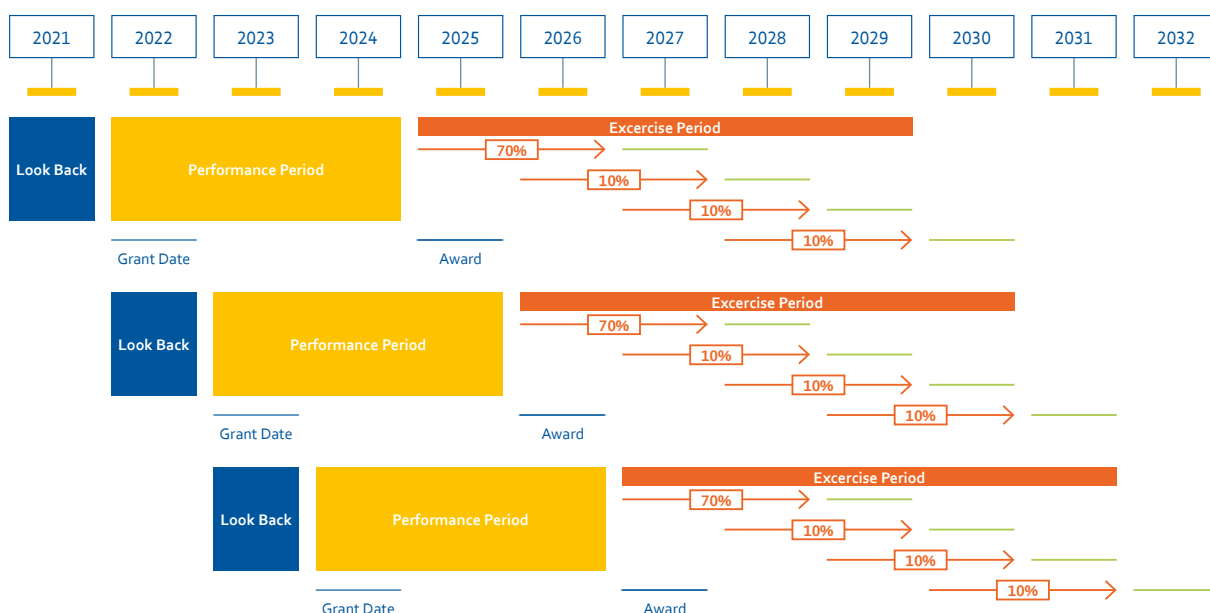 2021 2022 2023 2024 2025 2026 2027 2028 2029 2030 2031 2032
Excercise Period
70%
Look Back Performance Period
10%
10%
10%
Grant Date Award
Excercise Period
70%
Look Back Performance Period
10%
10%
10%
Grant Date Award
Excercise Period
70%
Look Back Performance Period
10%
10%
10%
Grant Date Award